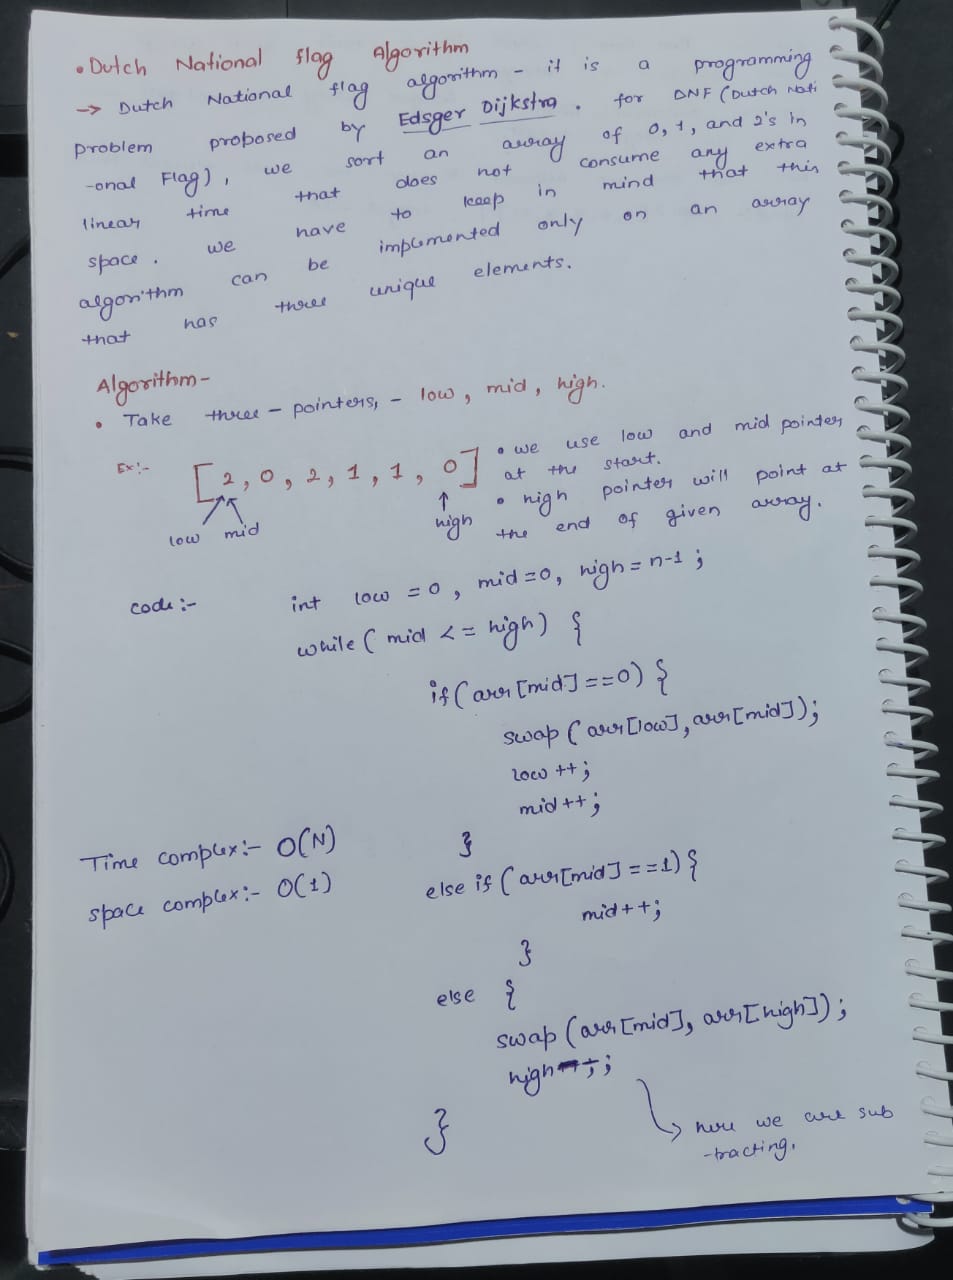 • Dutch National flag Algorithm
→ Dutch National flag algorithm - it is a programming
problem proposed by Edsger Dijkstra. for DNF (Dutch Nati
-onal Flag), we sort an array of 0, 1, and 2's in
linear time that does not consume any extra
space. we have to keep in mind that this
algorithm can be implemented only on an array
that has three unique elements.
Algorithm-
• Take three - pointers, - low, mid, high.
Ex:- [2, 0, 2, 1, 1, 0]
low mid high
• we use low and mid pointer
at the start.
• high pointer will point at
the end of given array.
code:- int low = 0, mid = 0, high = n-1;
while (mid <= high) {
if (arr[mid] == 0) {
swap (arr[low], arr[mid]);
low ++;
mid ++;
}
else if (arr[mid] == 1) {
mid ++;
}
else {
swap (arr[mid], arr[high]);
high
}
here we are sub
-tracting.
Time complex:- O(N)
space complex:- O(1)